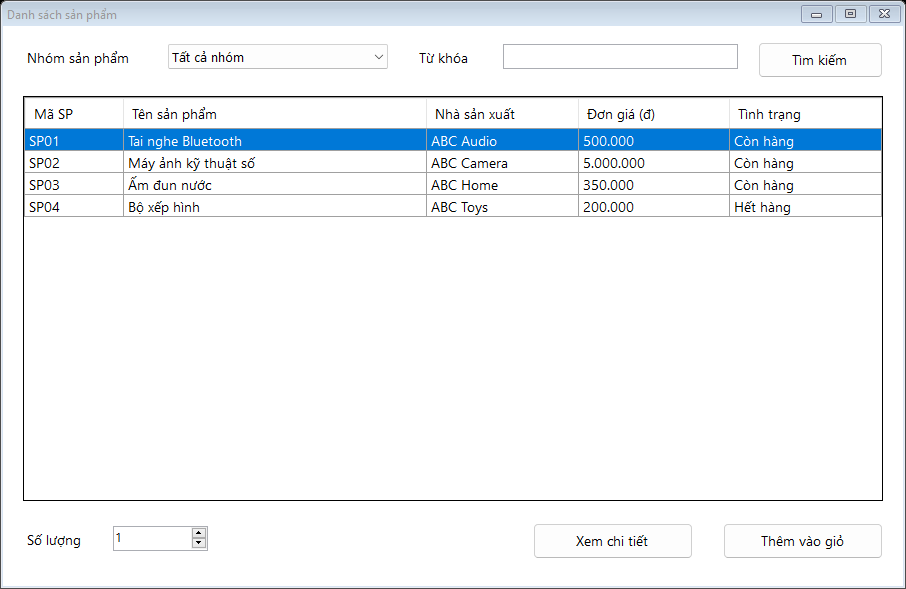 Danh sách sản phẩm
Nhóm sản phẩm Tất cả nhóm Từ khóa Tìm kiếm
Mã SP Tên sản phẩm Nhà sản xuất Đơn giá (đ) Tình trạng
SP01 Tai nghe Bluetooth ABC Audio 500.000 Còn hàng
SP02 Máy ảnh kỹ thuật số ABC Camera 5.000.000 Còn hàng
SP03 Ấm đun nước ABC Home 350.000 Còn hàng
SP04 Bộ xếp hình ABC Toys 200.000 Hết hàng
Số lượng 1 Xem chi tiết Thêm vào giỏ